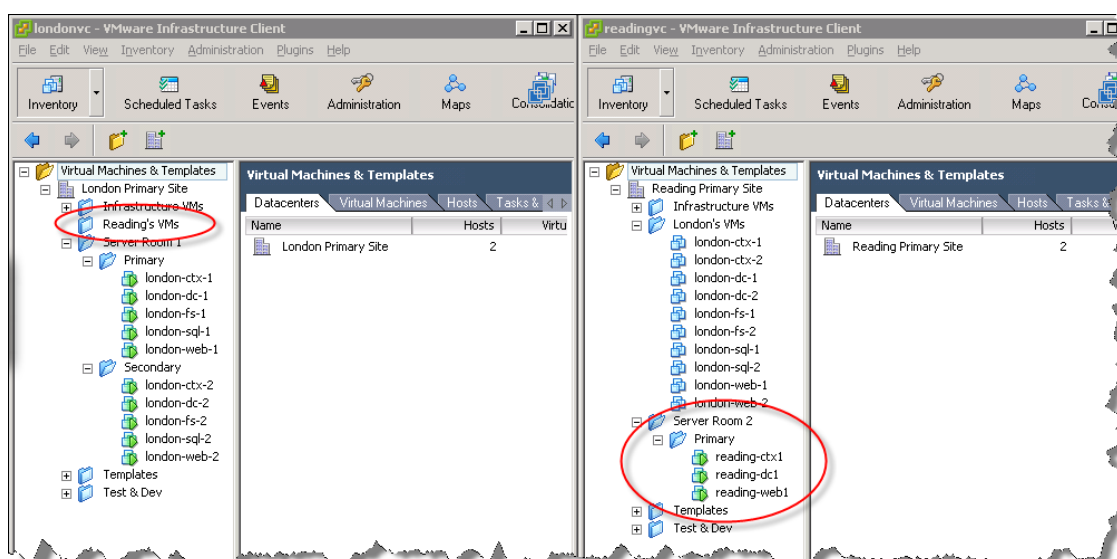 londonvc - VMware Infrastructure Client
File Edit View Inventory Administration Plugins Help
Inventory Scheduled Tasks Events Administration Maps
Virtual Machines & Templates
London Primary Site
Infrastructure VMs
Reading's VMs
Server Room 1
Primary
london-ctx-1
london-dc-1
london-fs-1
london-sql-1
london-web-1
Secondary
london-ctx-2
london-dc-2
london-fs-2
london-sql-2
london-web-2
Templates
Test & Dev
Virtual Machines & Templates
Datacenters Virtual Machines Hosts Tasks &
Name Hosts Virtu
London Primary Site 2
readingvc - VMware Infrastructure Client
File Edit View Inventory Administration Plugins Help
Inventory Scheduled Tasks Events Administration Maps
Virtual Machines & Templates
Reading Primary Site
Infrastructure VMs
London's VMs
london-ctx-1
london-ctx-2
london-dc-1
london-dc-2
london-fs-1
london-fs-2
london-sql-1
london-sql-2
london-web-1
london-web-2
Server Room 2
Primary
reading-ctx1
reading-dc1
reading-web1
Templates
Test & Dev
Virtual Machines & Templates
Datacenters Virtual Machines Hosts Tasks &
Name Hosts
Reading Primary Site 2